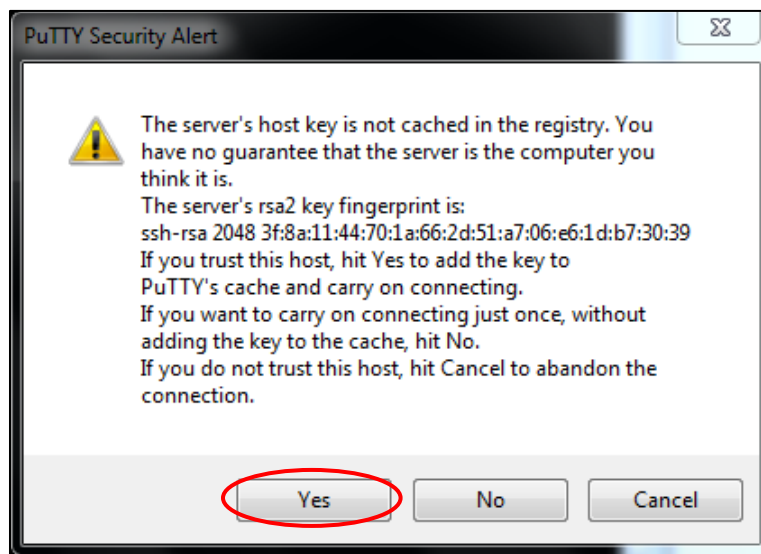 PuTTY Security Alert
The server's host key is not cached in the registry. You
have no guarantee that the server is the computer you
think it is.
The server's rsa2 key fingerprint is:
ssh-rsa 2048 3f:8a:11:44:70:1a:66:2d:51:a7:06:e6:1d:b7:30:39
If you trust this host, hit Yes to add the key to
PuTTY's cache and carry on connecting.
If you want to carry on connecting just once, without
adding the key to the cache, hit No.
If you do not trust this host, hit Cancel to abandon the
connection.
Yes No Cancel